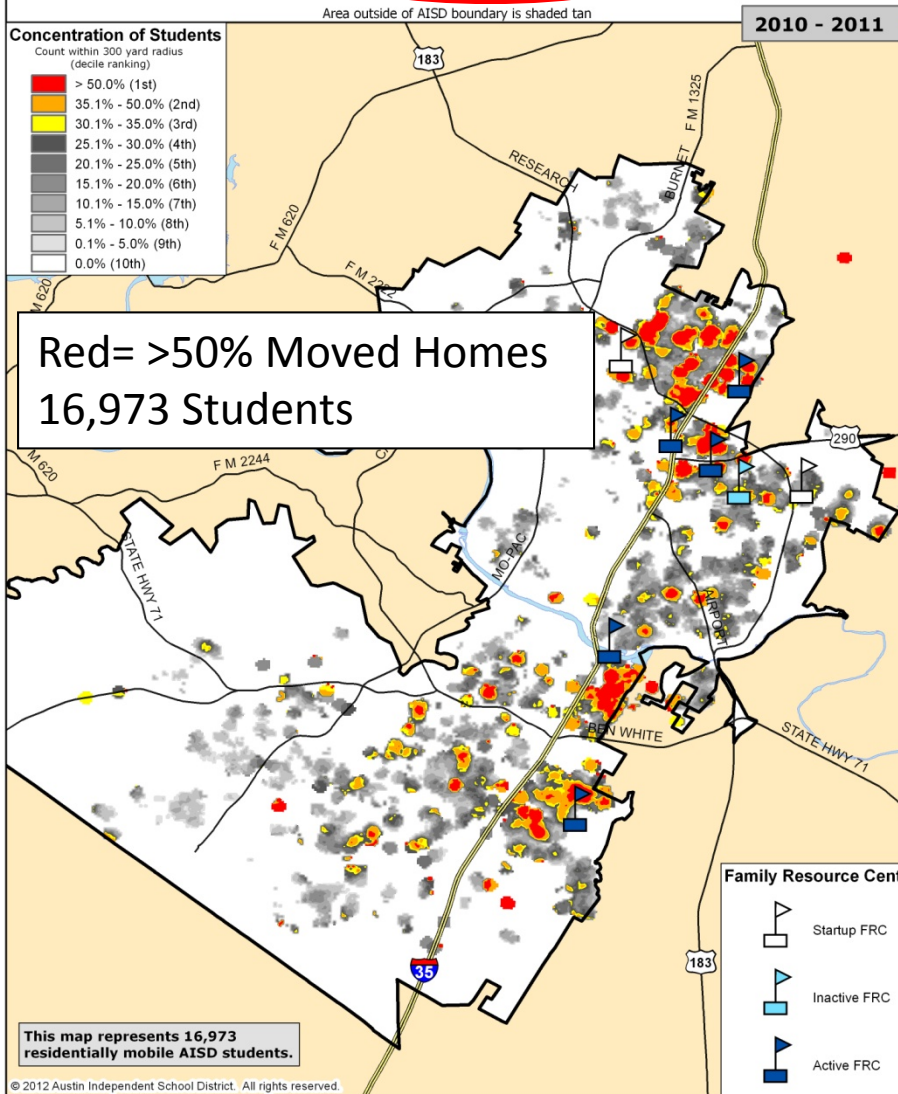 Area outside of AISD boundary is shaded tan
2010 - 2011
Concentration of Students
Count within 300 yard radius
(decile ranking)
> 50.0% (1st)
35.1% - 50.0% (2nd)
30.1% - 35.0% (3rd)
25.1% - 30.0% (4th)
20.1% - 25.0% (5th)
15.1% - 20.0% (6th)
10.1% - 15.0% (7th)
5.1% - 10.0% (8th)
0.1% - 5.0% (9th)
0.0% (10th)
183
F M 1325
BURNET
RESEARCH
F M 620
F M 2222
M 620
Red= >50% Moved Homes
16,973 Students
290
M 620
F M 2244
STATE HWY 71
MO-PAC
AIRPORT
BEN WHITE
STATE HWY 71
35
183
Family Resource Cent
Startup FRC
Inactive FRC
Active FRC
This map represents 16,973
residentially mobile AISD students.
© 2012 Austin Independent School District. All rights reserved.